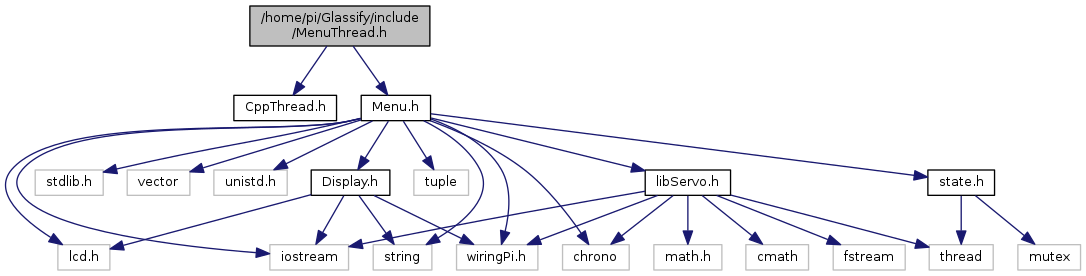 /home/pi/Glassify/include
/MenuThread.h
CppThread.h
Menu.h
stdlib.h
vector
unistd.h
Display.h
tuple
libServo.h
state.h
lcd.h
iostream
string
wiringPi.h
chrono
math.h
cmath
fstream
thread
mutex